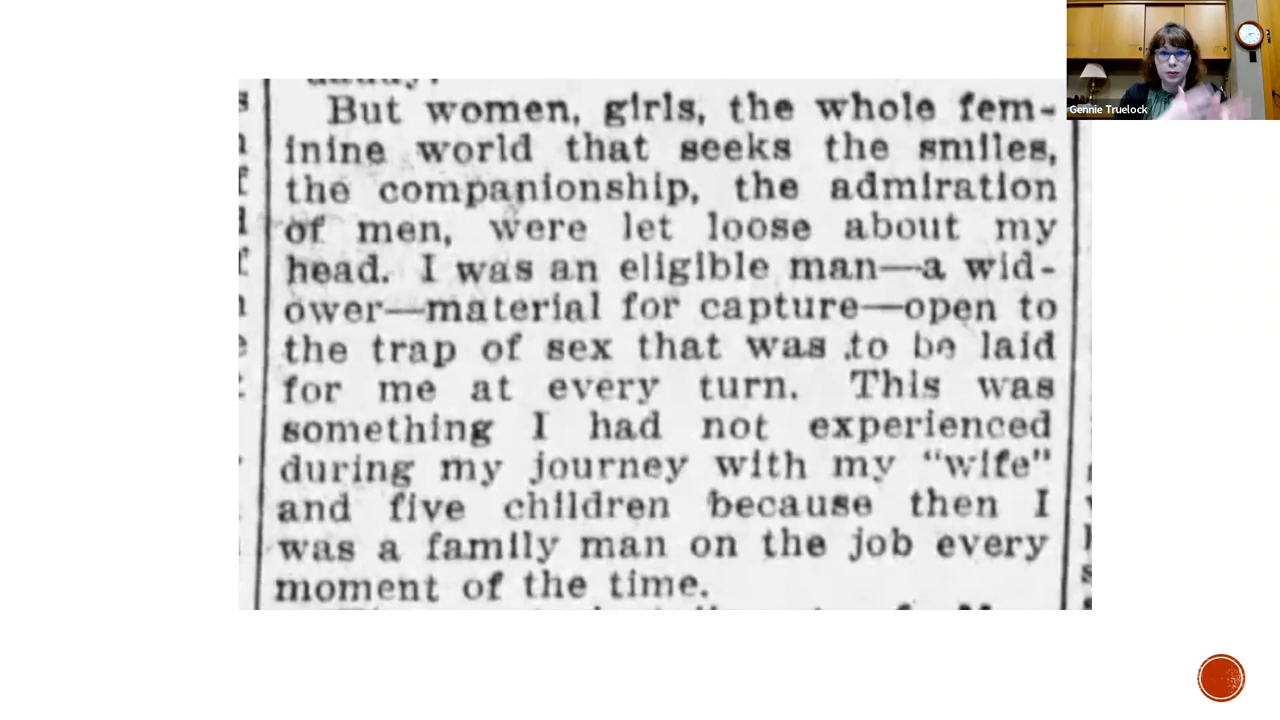 Gennie Truelock
But women, girls, the whole fem-
inine world that seeks the smiles,
the companionship, the admiration
of men, were let loose about my
head. I was an eligible man—a wid-
ower—material for capture—open to
the trap of sex that was to be laid
for me at every turn. This was
something I had not experienced
during my journey with my "wife"
and five children because then I
was a family man on the job every
moment of the time.